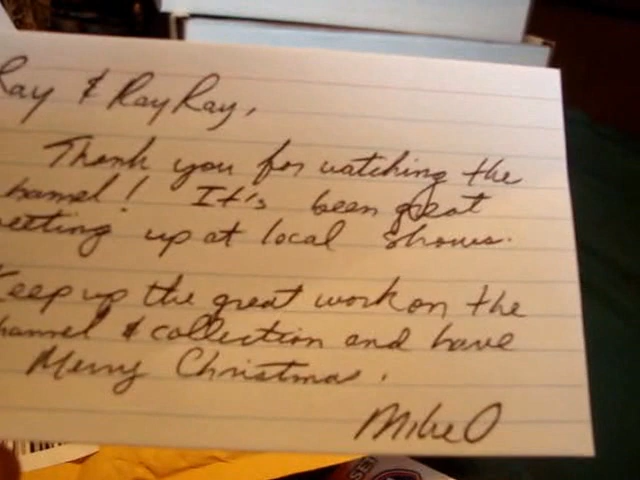 Ray & Ray Ray,
Thank you for watching the
hannel! It's been great
eeting up at local shows.
Keep up the great work on the
hannel & collection and have
Merry Christmas.
Mike O